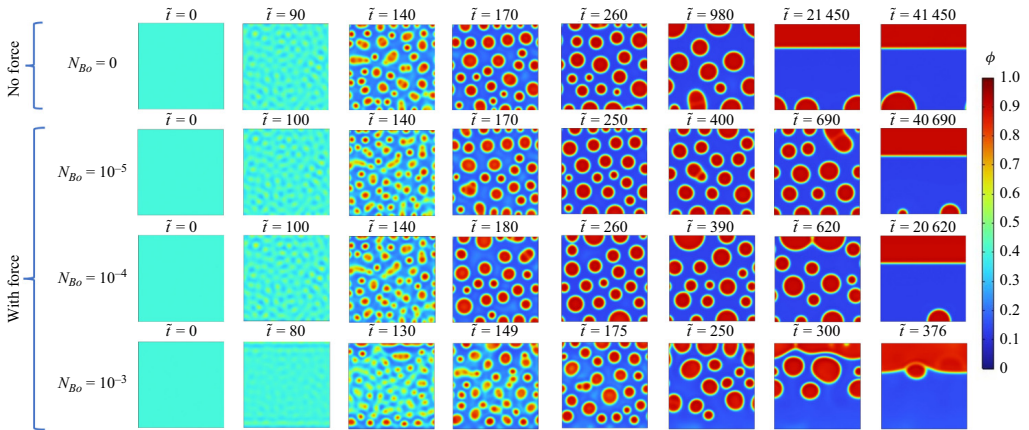 t̃ = 0 t̃ = 90 t̃ = 140 t̃ = 170 t̃ = 260 t̃ = 980 t̃ = 21 450 t̃ = 41 450
No force
N_Bo = 0
ϕ
t̃ = 0 t̃ = 100 t̃ = 140 t̃ = 170 t̃ = 250 t̃ = 400 t̃ = 690 t̃ = 40 690
N_Bo = 10⁻⁵
t̃ = 0 t̃ = 100 t̃ = 140 t̃ = 180 t̃ = 260 t̃ = 390 t̃ = 620 t̃ = 20 620
With force
N_Bo = 10⁻⁴
t̃ = 0 t̃ = 80 t̃ = 130 t̃ = 149 t̃ = 175 t̃ = 250 t̃ = 300 t̃ = 376
N_Bo = 10⁻³
1.0
0.9
0.8
0.7
0.6
0.5
0.4
0.3
0.2
0.1
0